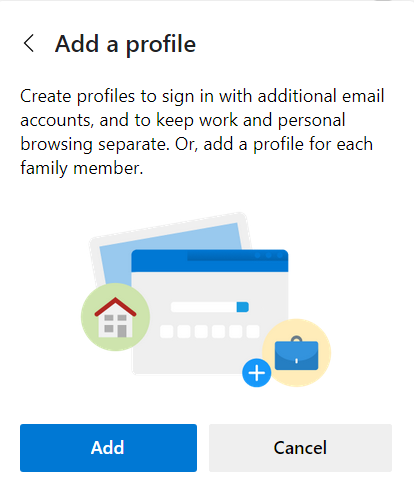 Add a profile
Create profiles to sign in with additional email
accounts, and to keep work and personal
browsing separate. Or, add a profile for each
family member.
Add
Cancel